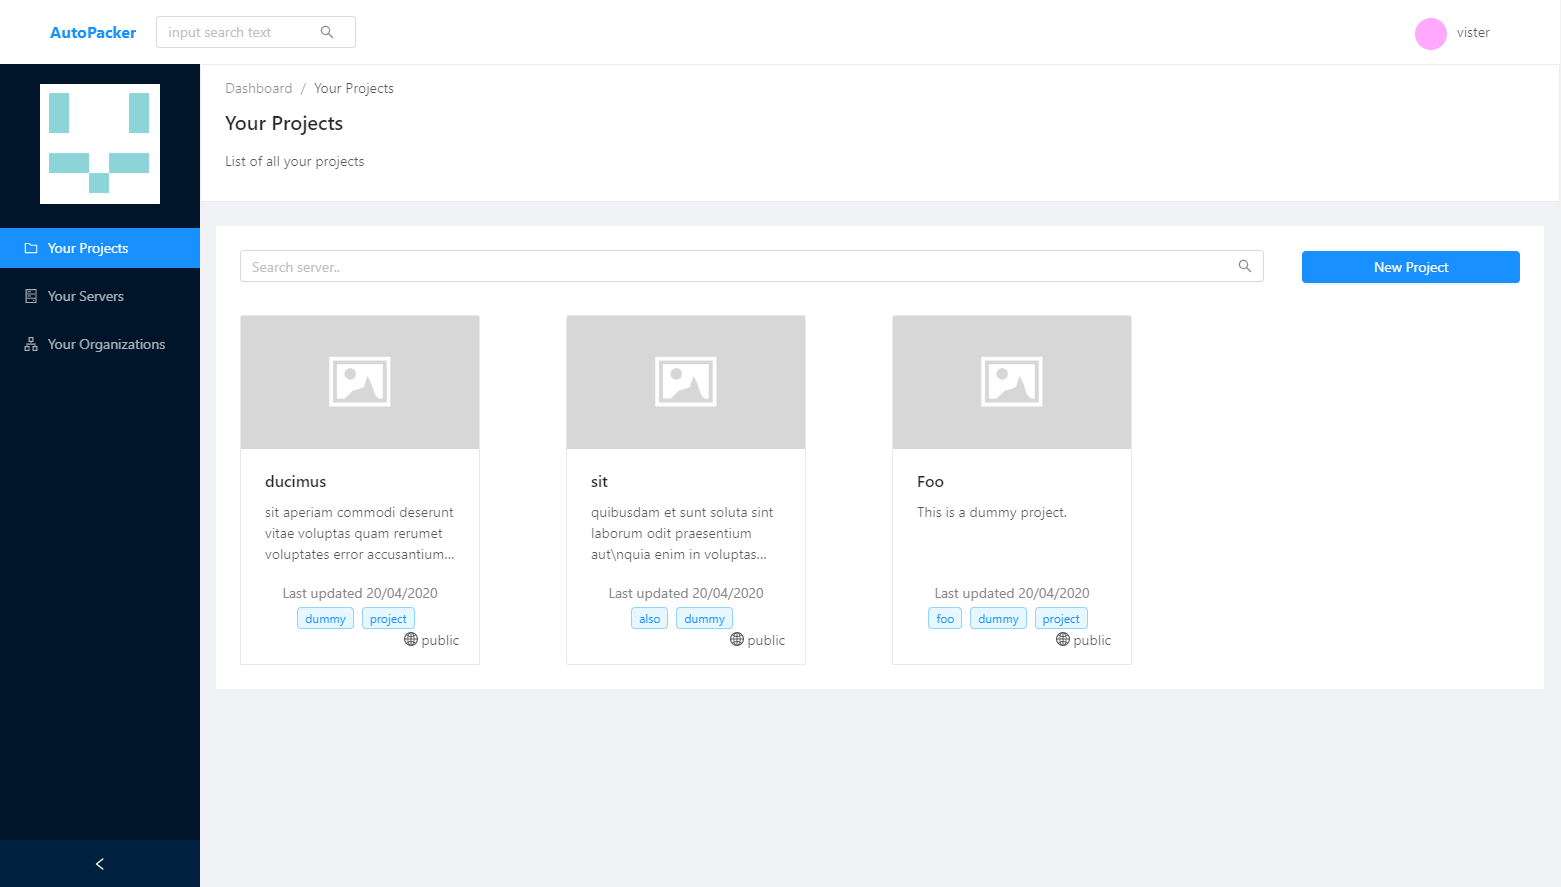 AutoPacker
input search text
vister
Dashboard / Your Projects
Your Projects
List of all your projects
Your Projects
Your Servers
Your Organizations
Search server..
New Project
ducimus
sit aperiam commodi deserunt
vitae voluptas quam rerumet
voluptates error accusantium...
Last updated 20/04/2020
dummy project
public
sit
quibusdam et sunt soluta sint
laborum odit praesentium
aut\nquia enim in voluptas...
Last updated 20/04/2020
also dummy
public
Foo
This is a dummy project.
Last updated 20/04/2020
foo dummy project
public